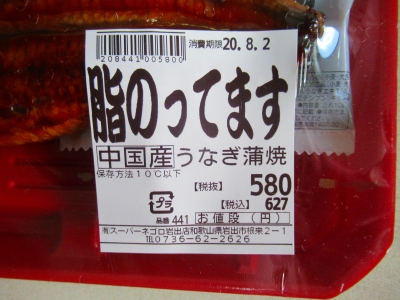 消費期限 20. 8. 2
208441005800
脂のってます
中国産うなぎ蒲焼
保存方法10℃以下
【税抜】 580
【税込】 627
プラ
品番 441 お値段(円)
㈲スーパーネゴロ岩出店和歌山県岩出市根来2-1
TEL0736-62-2626